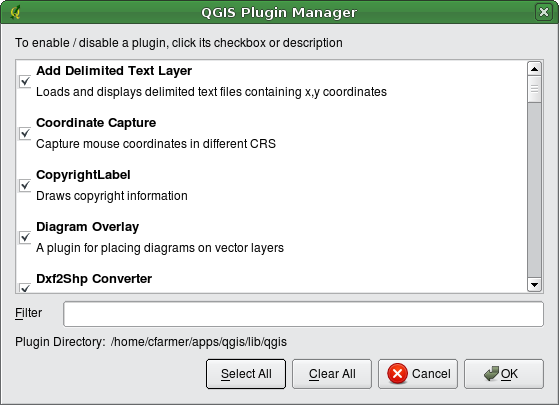 QGIS Plugin Manager
To enable / disable a plugin, click its checkbox or description
Add Delimited Text Layer
Loads and displays delimited text files containing x,y coordinates
Coordinate Capture
Capture mouse coordinates in different CRS
CopyrightLabel
Draws copyright information
Diagram Overlay
A plugin for placing diagrams on vector layers
Dxf2Shp Converter
Filter
Plugin Directory: /home/cfarmer/apps/qgis/lib/qgis
Select All Clear All Cancel OK